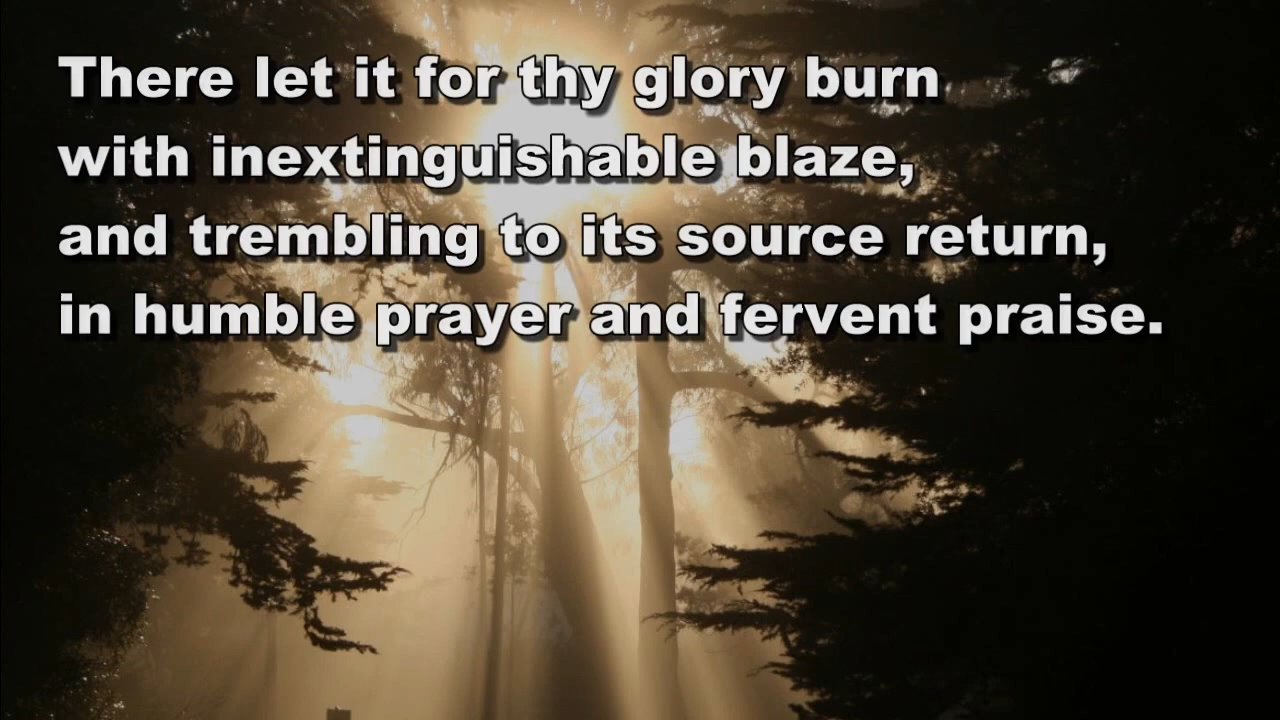 There let it for thy glory burn
with inextinguishable blaze,
and trembling to its source return,
in humble prayer and fervent praise.